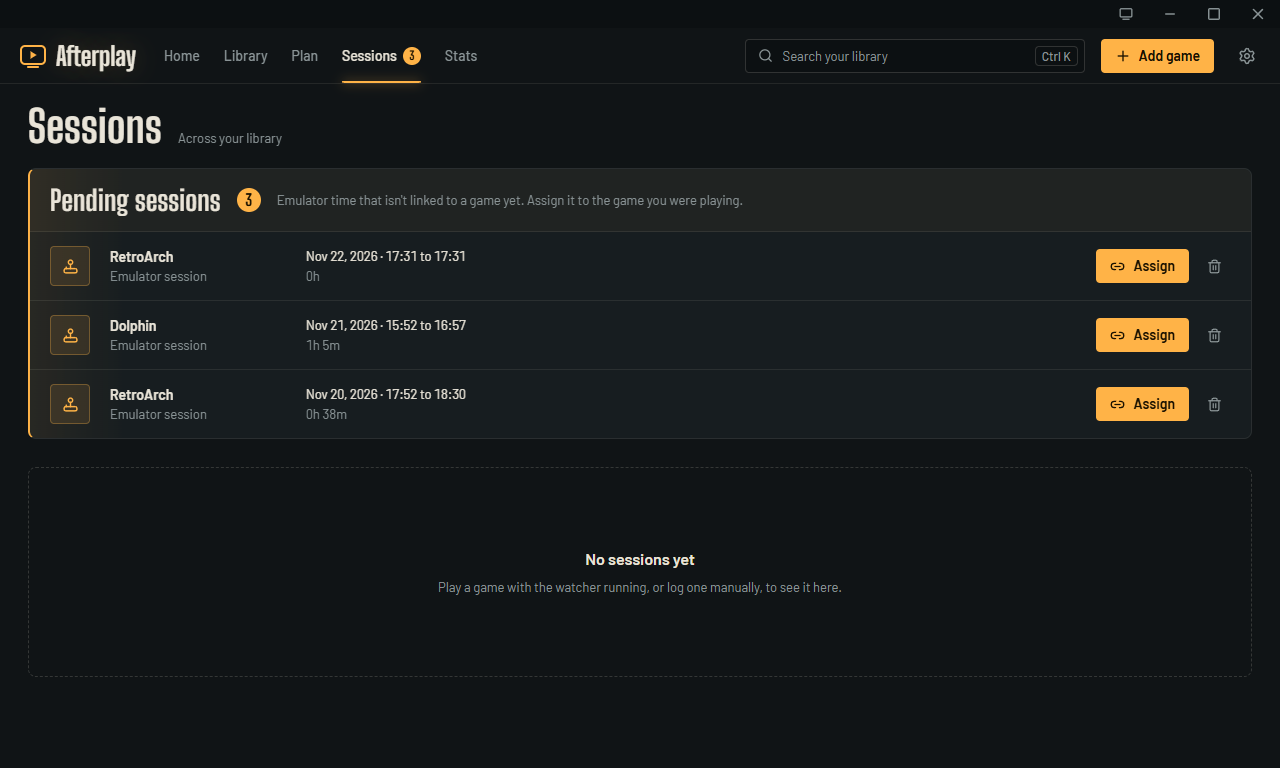 Afterplay
Home
Library
Plan
Sessions 3
Stats
Search your library
Ctrl K
Add game
Sessions
Across your library
Pending sessions 3
Emulator time that isn't linked to a game yet. Assign it to the game you were playing.
RetroArch
Emulator session
Nov 22, 2026 · 17:31 to 17:31
0h
Assign
Dolphin
Emulator session
Nov 21, 2026 · 15:52 to 16:57
1h 5m
Assign
RetroArch
Emulator session
Nov 20, 2026 · 17:52 to 18:30
0h 38m
Assign
No sessions yet
Play a game with the watcher running, or log one manually, to see it here.